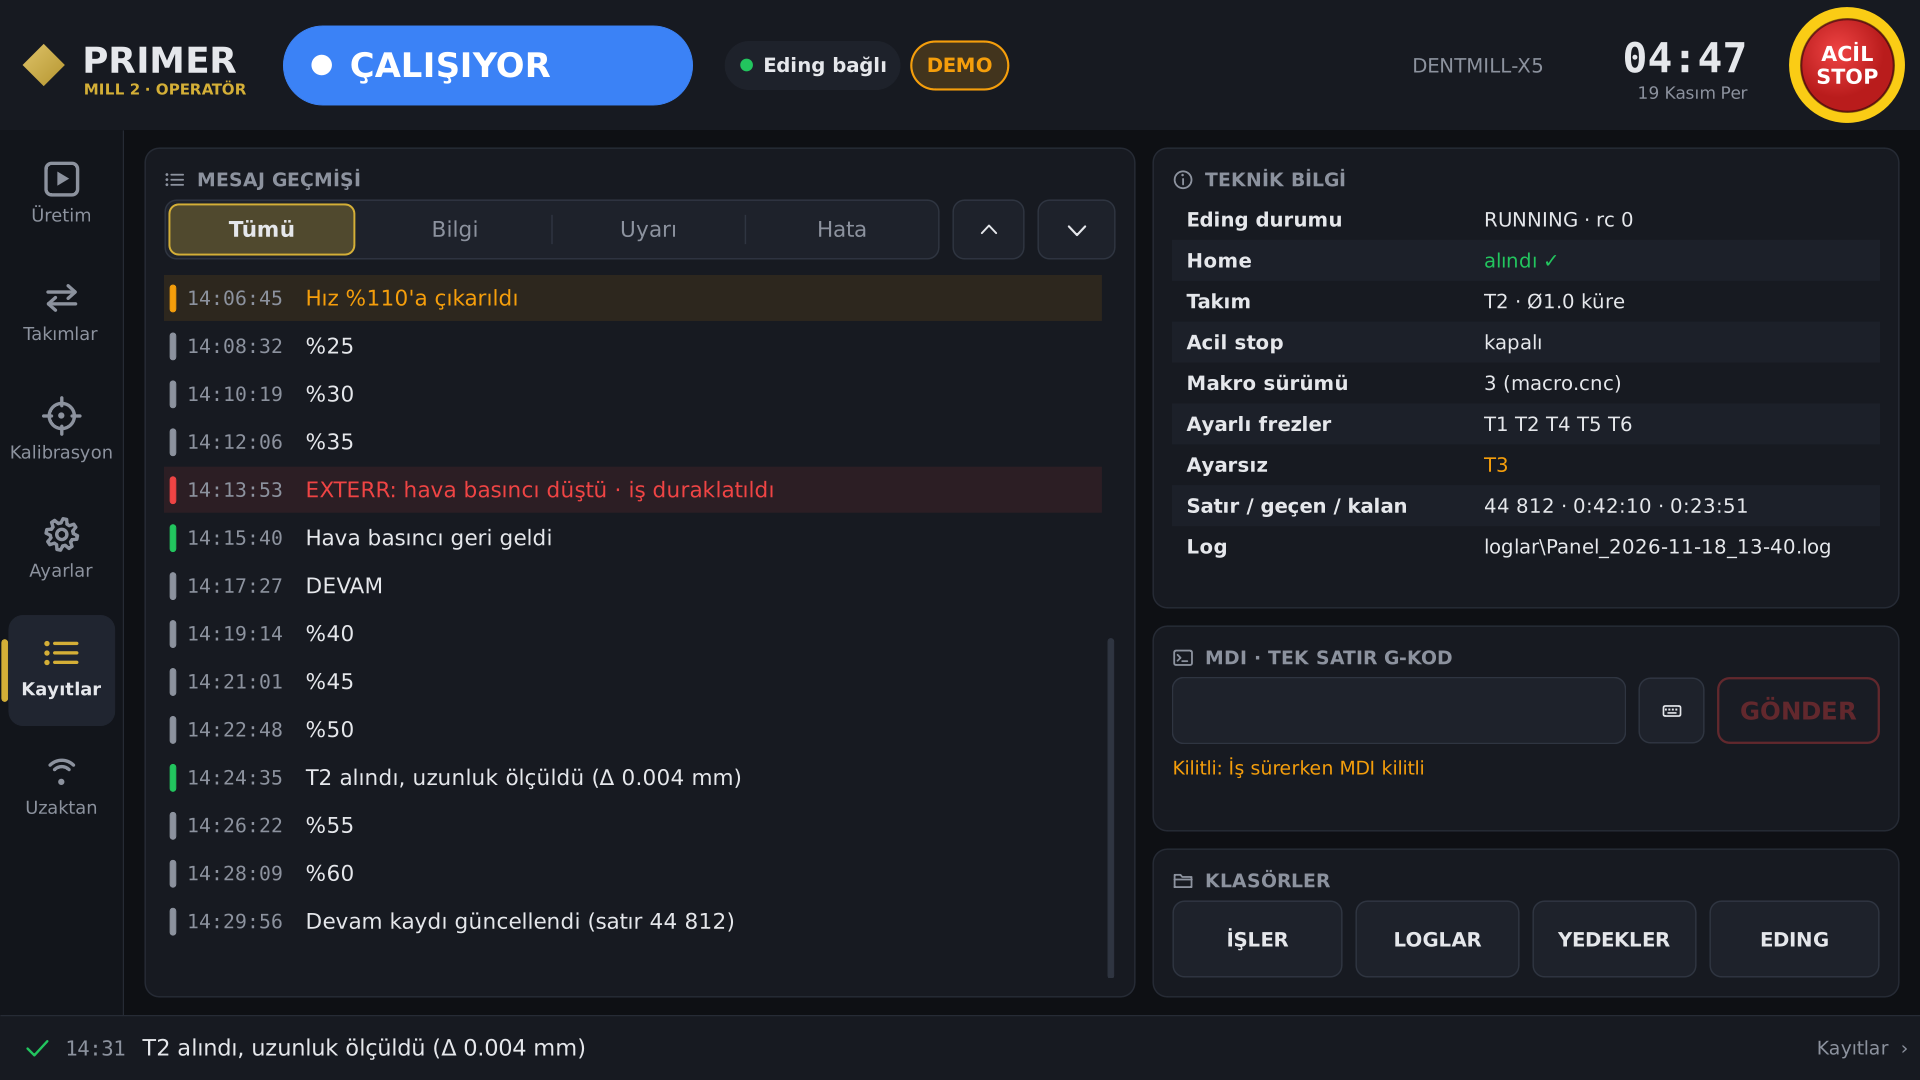 PRIMER
MILL 2 · OPERATÖR
ÇALIŞIYOR
Eding bağlı
DEMO
DENTMILL-X5
04:47
19 Kasım Per
ACİL
STOP
Üretim
Takımlar
Kalibrasyon
Ayarlar
Kayıtlar
Uzaktan
MESAJ GEÇMİŞİ
Tümü
Bilgi
Uyarı
Hata
14:06:45 Hız %110'a çıkarıldı
14:08:32 %25
14:10:19 %30
14:12:06 %35
14:13:53 EXTERR: hava basıncı düştü · iş duraklatıldı
14:15:40 Hava basıncı geri geldi
14:17:27 DEVAM
14:19:14 %40
14:21:01 %45
14:22:48 %50
14:24:35 T2 alındı, uzunluk ölçüldü (Δ 0.004 mm)
14:26:22 %55
14:28:09 %60
14:29:56 Devam kaydı güncellendi (satır 44 812)
TEKNİK BİLGİ
Eding durumu RUNNING · rc 0
Home alındı ✓
Takım T2 · Ø1.0 küre
Acil stop kapalı
Makro sürümü 3 (macro.cnc)
Ayarlı frezler T1 T2 T4 T5 T6
Ayarsız T3
Satır / geçen / kalan 44 812 · 0:42:10 · 0:23:51
Log loglar\Panel_2026-11-18_13-40.log
MDI · TEK SATIR G-KOD
GÖNDER
Kilitli: İş sürerken MDI kilitli
KLASÖRLER
İŞLER
LOGLAR
YEDEKLER
EDING
14:31 T2 alındı, uzunluk ölçüldü (Δ 0.004 mm)
Kayıtlar ›